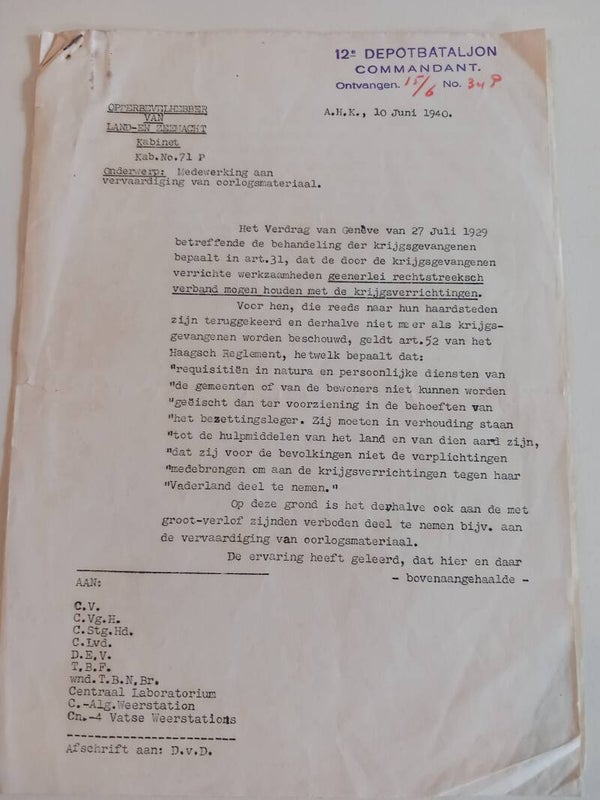 12e DEPOTBATALJON
COMMANDANT.
Ontvangen. 15/6 No. 349
OPPERBEVELHEBBER
VAN
LAND-EN ZEEMACHT
Kabinet
Kab.No.71 P
A.H.K., 10 Juni 1940.
Onderwerp: Medewerking aan
vervaardiging van oorlogsmateriaal.
Het Verdrag van Genève van 27 Juli 1929
betreffende de behandeling der krijgsgevangenen
bepaalt in art.31, dat de door de krijgsgevangenen
verrichte werkzaamheden geenerlei rechtstreeksch
verband mogen houden met de krijgsverrichtingen.
Voor hen, die reeds naar hun haardsteden
zijn teruggekeerd en derhalve niet meer als krijgs-
gevangenen worden beschouwd, geldt art.52 van het
Haagsch Reglement, hetwelk bepaalt dat:
"requisitiën in natura en persoonlijke diensten van
"de gemeenten of van de bewoners niet kunnen worden
"geëischt dan ter voorziening in de behoeften van
"het bezettingsleger. Zij moeten in verhouding staan
"tot de hulpmiddelen van het land en van dien aard zijn,
"dat zij voor de bevolkingen niet de verplichtingen
"medebrengen om aan de krijgsverrichtingen tegen haar
"Vaderland deel te nemen."
Op deze grond is het derhalve ook aan de met
groot-verlof zijnden verboden deel te nemen bijv. aan
de vervaardiging van oorlogsmateriaal.
De ervaring heeft geleerd, dat hier en daar
- bovenaangehaalde -
AAN:
C.V.
C.Vg.H.
C.Stg.Hd.
C.Lvd.
D.E.V.
T.B.F.
wnd.T.B.N.Br.
Centraal Laboratorium
C.-Alg.Weerstation
Cn.-4 Vatse Weerstations
Afschrift aan: D.v.D.